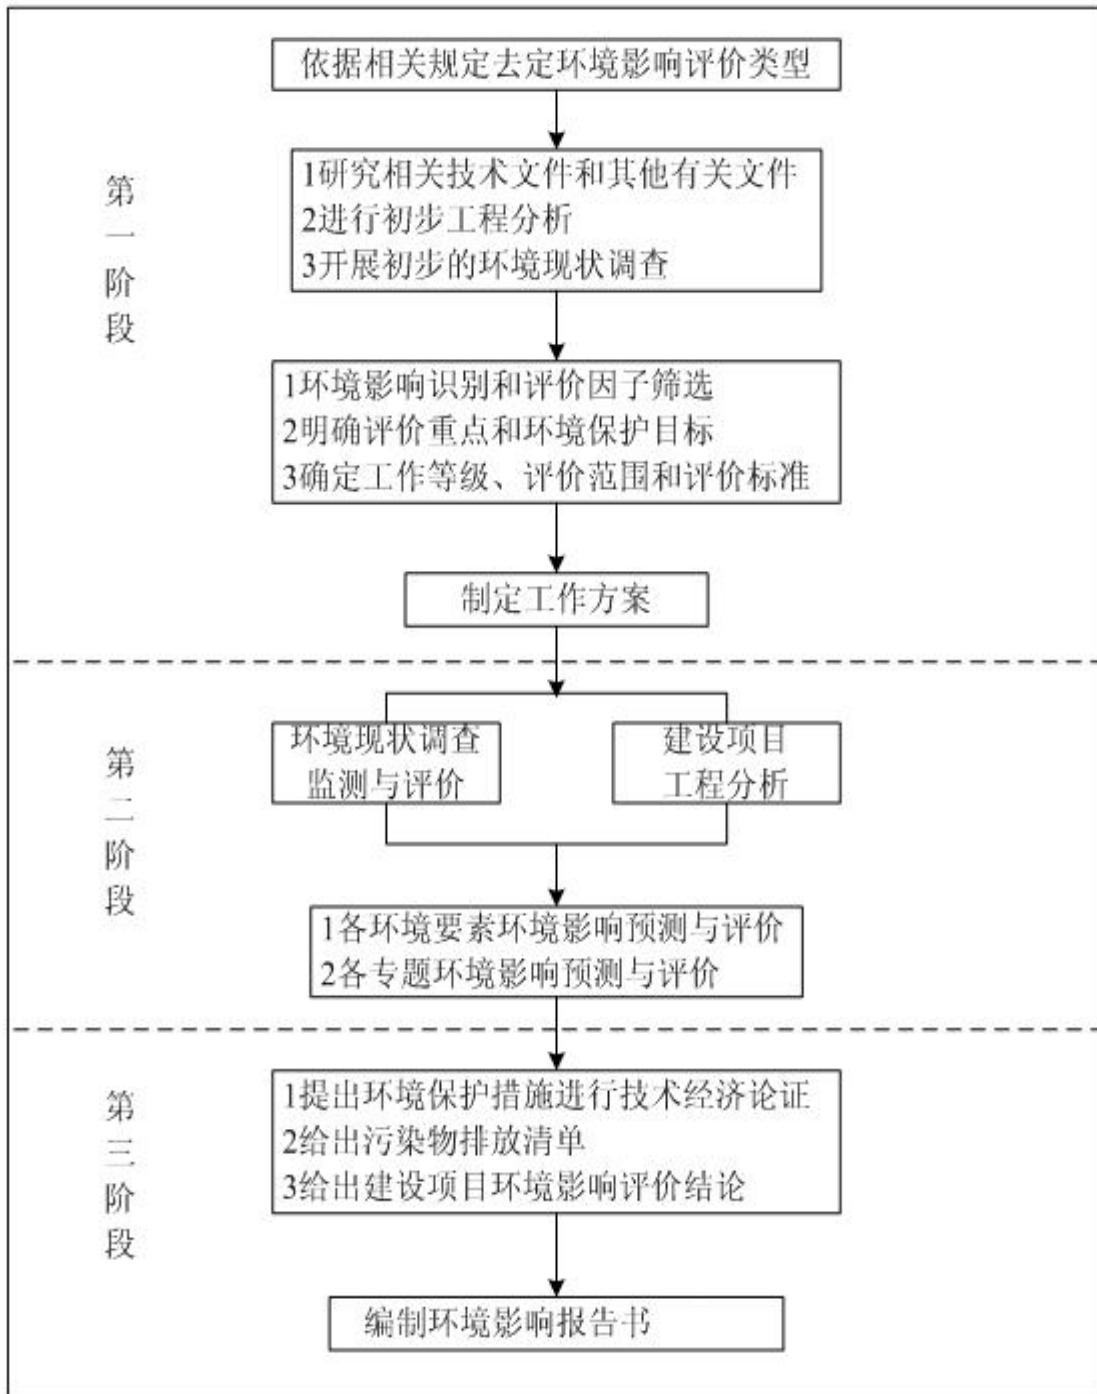 依据相关规定去定环境影响评价类型
第一阶段
1研究相关技术文件和其他有关文件
2进行初步工程分析
3开展初步的环境现状调查
1环境影响识别和评价因子筛选
2明确评价重点和环境保护目标
3确定工作等级、评价范围和评价标准
制定工作方案
第二阶段
环境现状调查
监测与评价
建设项目
工程分析
1各环境要素环境影响预测与评价
2各专题环境影响预测与评价
第三阶段
1提出环境保护措施进行技术经济论证
2给出污染物排放清单
3给出建设项目环境影响评价结论
编制环境影响报告书